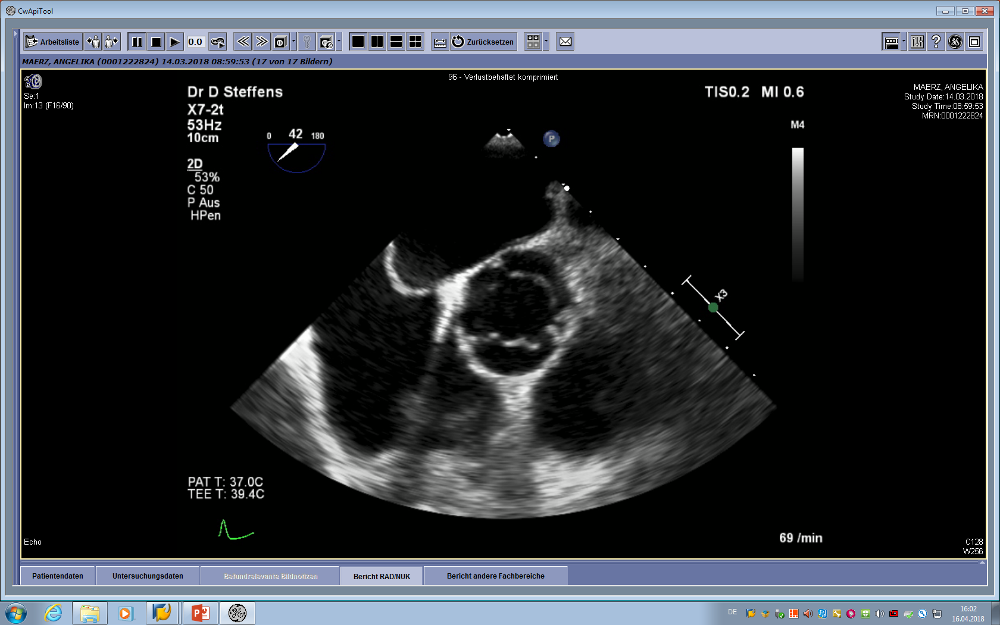 CwApiTool
Arbeitsliste
0.0
Zurücksetzen
MAERZ, ANGELIKA (0001222824) 14.03.2018 08:59:53 (17 von 17 Bildern)
96 - Verlustbehaftet komprimiert
Se:1
Im:13 (F16/90)
MAERZ, ANGELIKA
Study Date:14.03.2018
Study Time:08:59:53
MRN:0001222824
Dr D Steffens
TIS0.2 MI 0.6
X7-2t
53Hz
10cm
0 42 180
P
M4
2D
53%
C 50
P Aus
HPen
X3
PAT T: 37.0C
TEE T: 39.4C
69 /min
Echo
C128
W256
Patientendaten
Untersuchungsdaten
Befundrelevante Bildnotizen
Bericht RAD/NUK
Bericht andere Fachbereiche
DE
16:02
16.04.2018